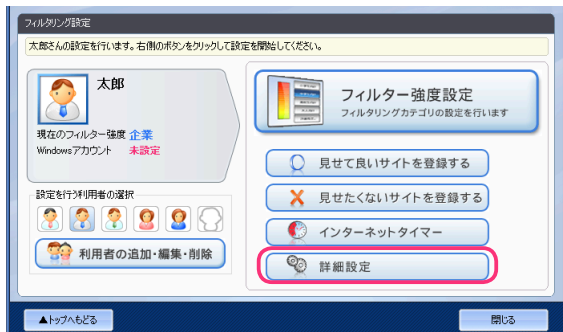 フィルタリング設定
太郎さんの設定を行います。右側のボタンをクリックして設定を開始してください。
太郎
現在のフィルター強度 企業
Windowsアカウント 未設定
設定を行う利用者の選択
利用者の追加・編集・削除
フィルター強度設定
フィルタリングカテゴリの設定を行います
見せて良いサイトを登録する
見せたくないサイトを登録する
インターネットタイマー
詳細設定
▲トップへもどる
閉じる